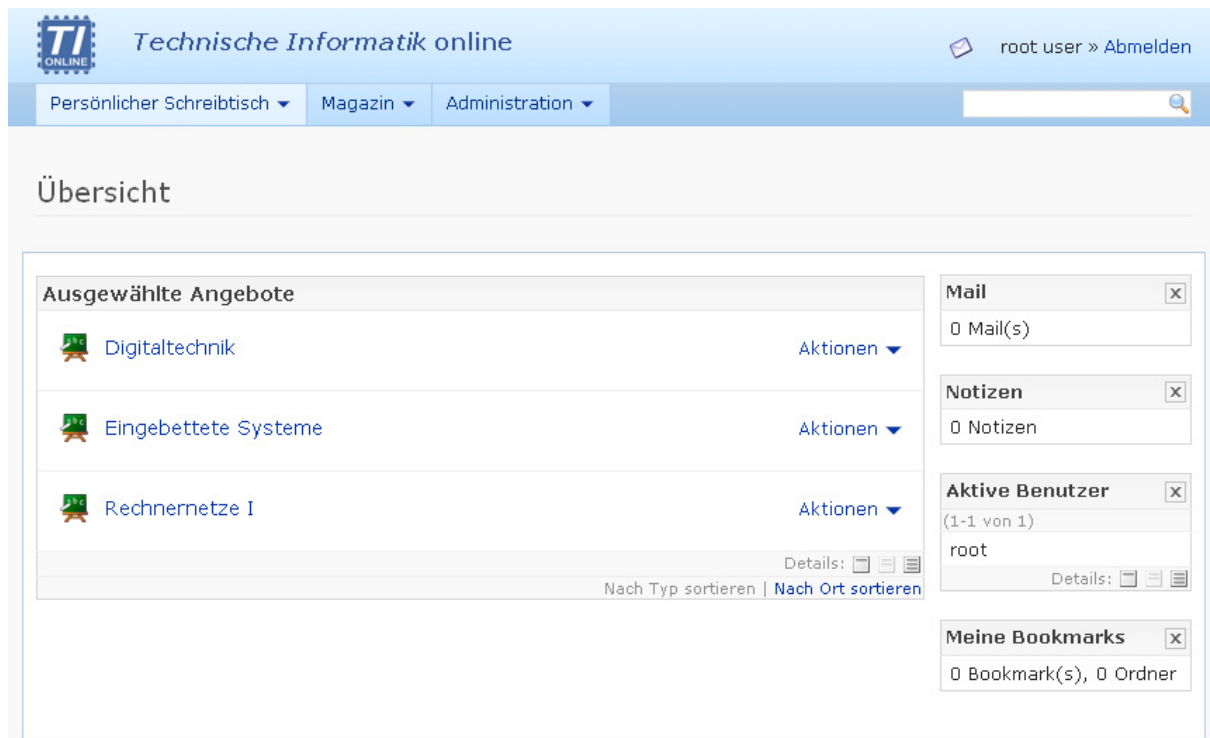 TI
ONLINE
Technische Informatik online
root user » Abmelden
Persönlicher Schreibtisch
Magazin
Administration
Übersicht
Ausgewählte Angebote
Digitaltechnik
Aktionen
Eingebettete Systeme
Aktionen
Rechnernetze I
Aktionen
Details:
Nach Typ sortieren | Nach Ort sortieren
Mail
0 Mail(s)
Notizen
0 Notizen
Aktive Benutzer
(1-1 von 1)
root
Details:
Meine Bookmarks
0 Bookmark(s), 0 Ordner